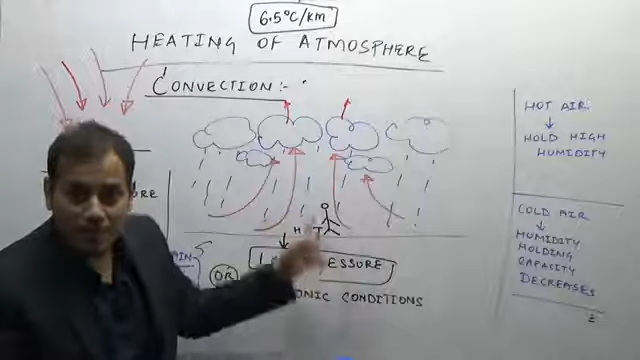 6.5°C/KM
HEATING OF ATMOSPHERE
CONVECTION:-
HOT AIR:
↓
HOLD HIGH
HUMIDITY
COLD AIR
↓
HUMIDITY
HOLDING
CAPACITY
DECREASES
OR
CONDITIONS